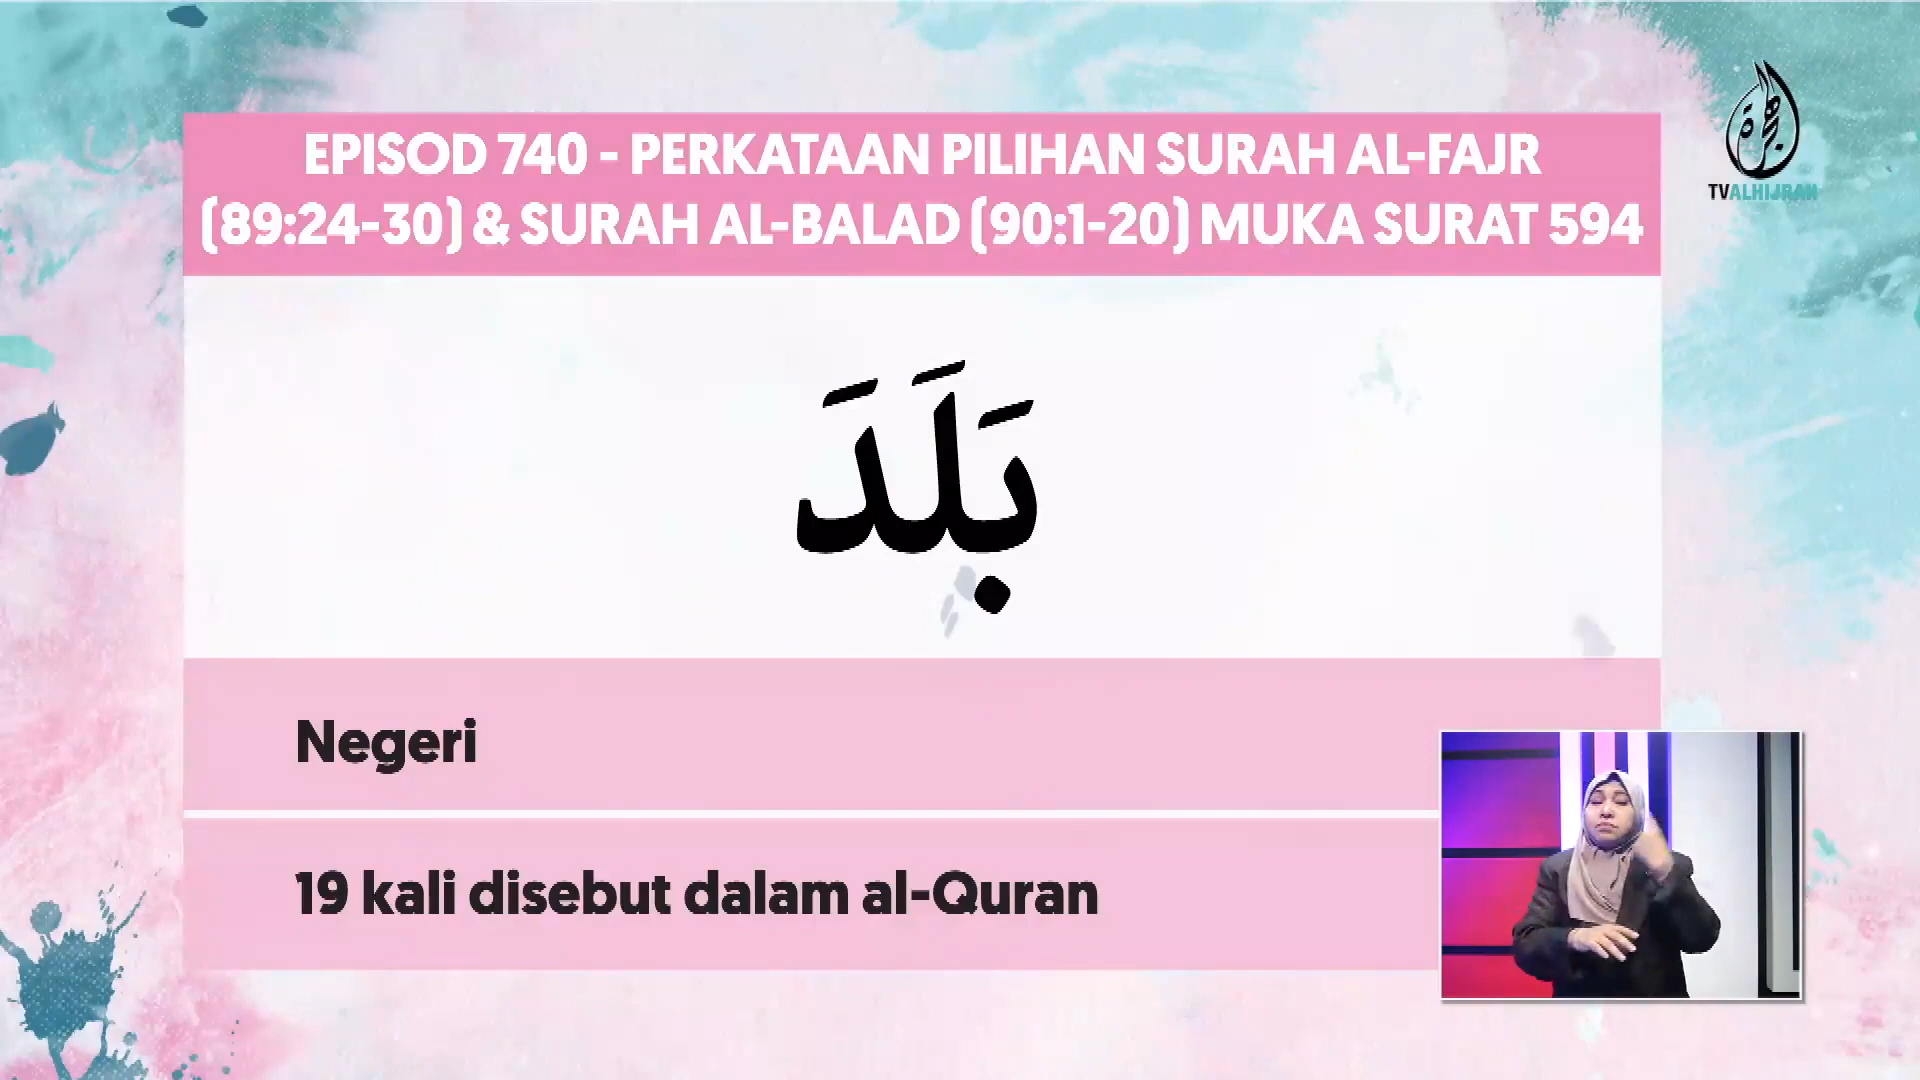 EPISOD 740 - PERKATAAN PILIHAN SURAH AL-FAJR
(89:24-30) & SURAH AL-BALAD (90:1-20) MUKA SURAT 594
هجرة
TVALHIJRAH
بَلَدَ
Negeri
19 kali disebut dalam al-Quran